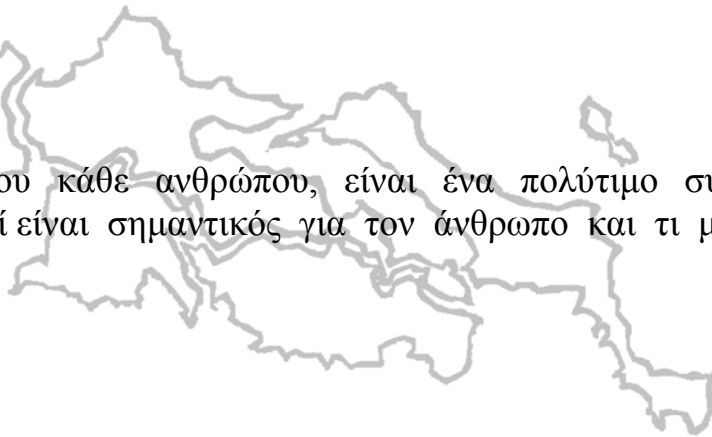 ου κάθε ανθρώπου, είναι ένα πολύτιμο συ
ί είναι σημαντικός για τον άνθρωπο και τι μ